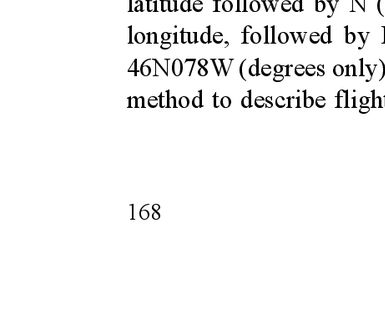 latitude followed by N (
longitude, followed by
46N078W (degrees only)
method to describe flight
168